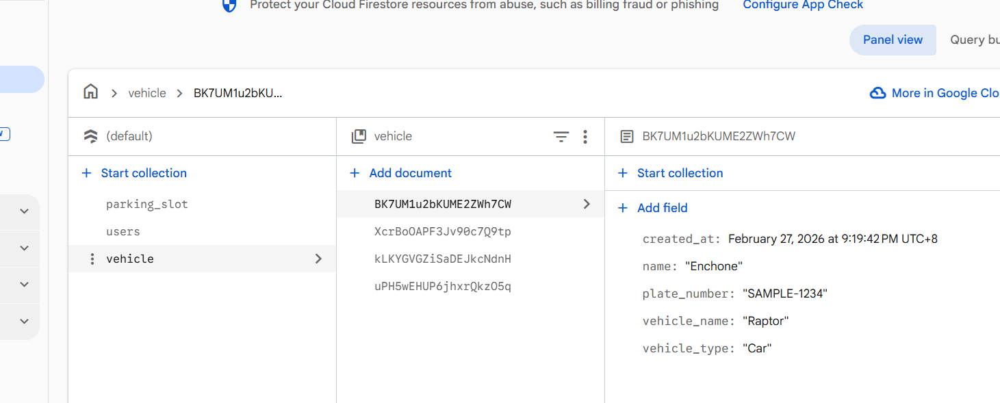 Protect your Cloud Firestore resources from abuse, such as billing fraud or phishing Configure App Check
Panel view Query bu
vehicle BK7UM1u2bKU...
More in Google Clo
(default)
Start collection
parking_slot
users
vehicle
vehicle
Add document
BK7UM1u2bKUME2ZWh7CW
XcrBoOAPF3Jv90c7Q9tp
kLKYGVGZiSaDEJkcNdnH
uPH5wEHUP6jhxrQkzO5q
BK7UM1u2bKUME2ZWh7CW
Start collection
Add field
created_at: February 27, 2026 at 9:19:42 PM UTC+8
name: "Enchone"
plate_number: "SAMPLE-1234"
vehicle_name: "Raptor"
vehicle_type: "Car"